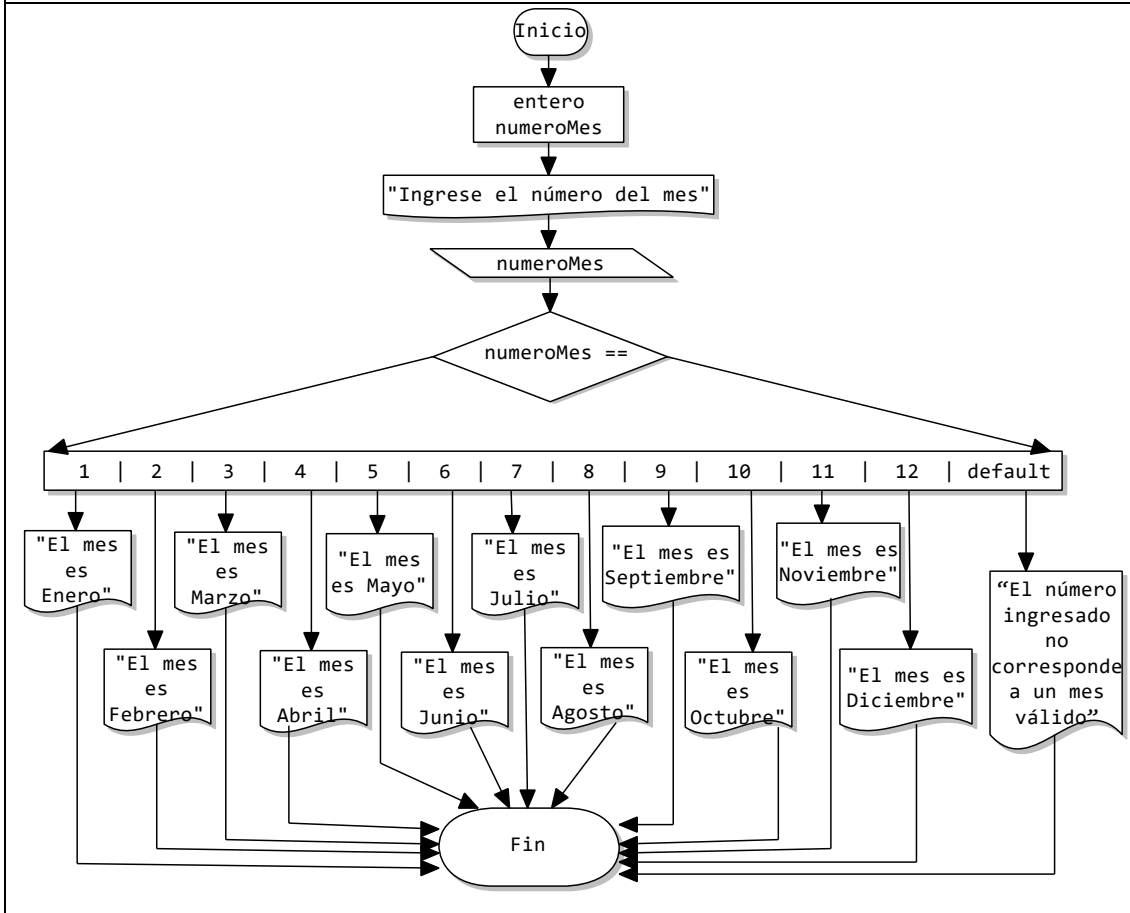 Inicio
entero
numeroMes
"Ingrese el número del mes"
numeroMes
numeroMes ==
1 | 2 | 3 | 4 | 5 | 6 | 7 | 8 | 9 | 10 | 11 | 12 | default
"El mes
es
Enero"
"El mes
es
Marzo"
"El mes
es Mayo"
"El mes
es
Julio"
"El mes es
Septiembre"
"El mes es
Noviembre"
“El número
ingresado
no
corresponde
a un mes
válido”
"El mes
es
Febrero"
"El mes
es
Abril"
"El mes
es
Junio"
"El mes
es
Agosto"
"El mes
es
Octubre"
"El mes es
Diciembre"
Fin